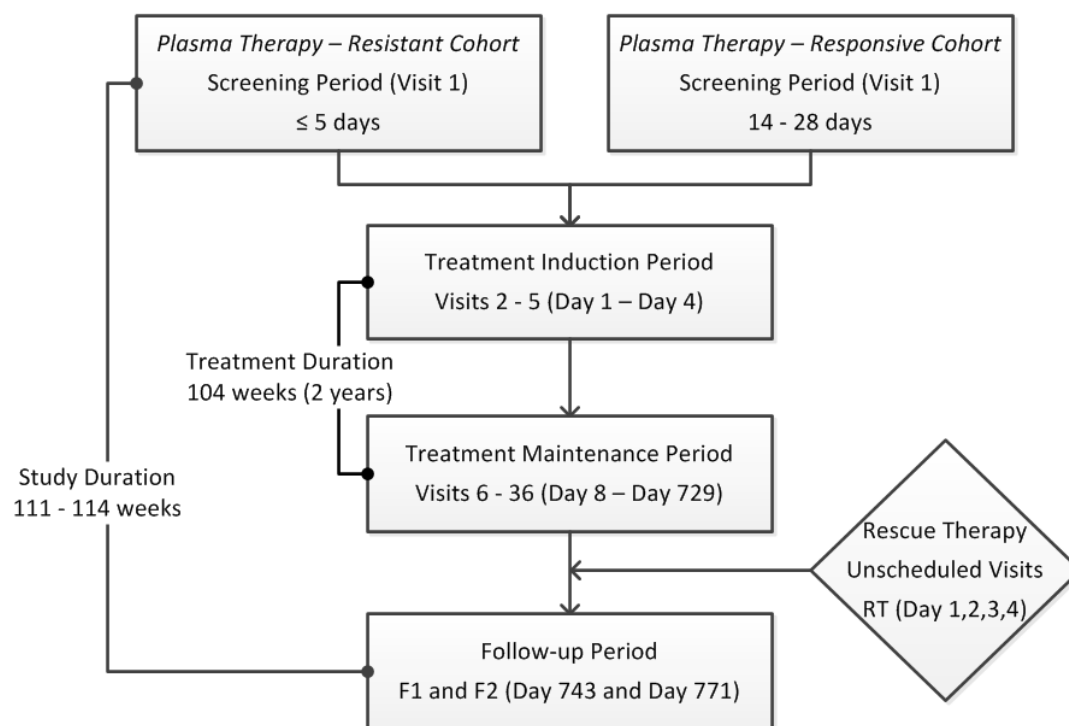 Plasma Therapy – Resistant Cohort
Screening Period (Visit 1)
≤ 5 days
Plasma Therapy – Responsive Cohort
Screening Period (Visit 1)
14 - 28 days
Treatment Induction Period
Visits 2 - 5 (Day 1 – Day 4)
Treatment Duration
104 weeks (2 years)
Treatment Maintenance Period
Visits 6 - 36 (Day 8 – Day 729)
Study Duration
111 - 114 weeks
Rescue Therapy
Unscheduled Visits
RT (Day 1,2,3,4)
Follow-up Period
F1 and F2 (Day 743 and Day 771)